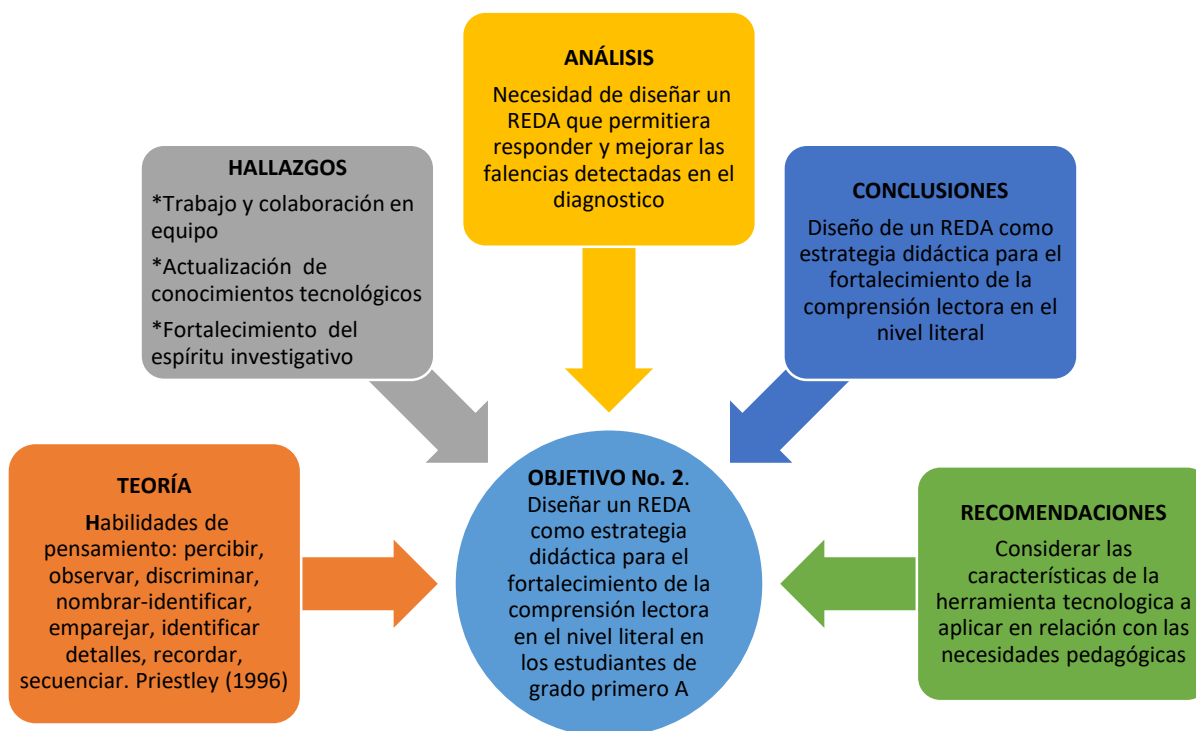 ANÁLISIS
Necesidad de diseñar un
REDA que permitiera
responder y mejorar las
falencias detectadas en el
diagnostico
HALLAZGOS
*Trabajo y colaboración en
equipo
*Actualización de
conocimientos tecnológicos
*Fortalecimiento del
espíritu investigativo
CONCLUSIONES
Diseño de un REDA como
estrategia didáctica para el
fortalecimiento de la
comprensión lectora en el
nivel literal
TEORÍA
Habilidades de
pensamiento: percibir,
observar, discriminar,
nombrar-identificar,
emparejar, identificar
detalles, recordar,
secuenciar. Priestley (1996)
OBJETIVO No. 2.
Diseñar un REDA
como estrategia
didáctica para el
fortalecimiento de la
comprensión lectora
en el nivel literal en
los estudiantes de
grado primero A
RECOMENDACIONES
Considerar las
características de la
herramienta tecnologica a
aplicar en relación con las
necesidades pedagógicas